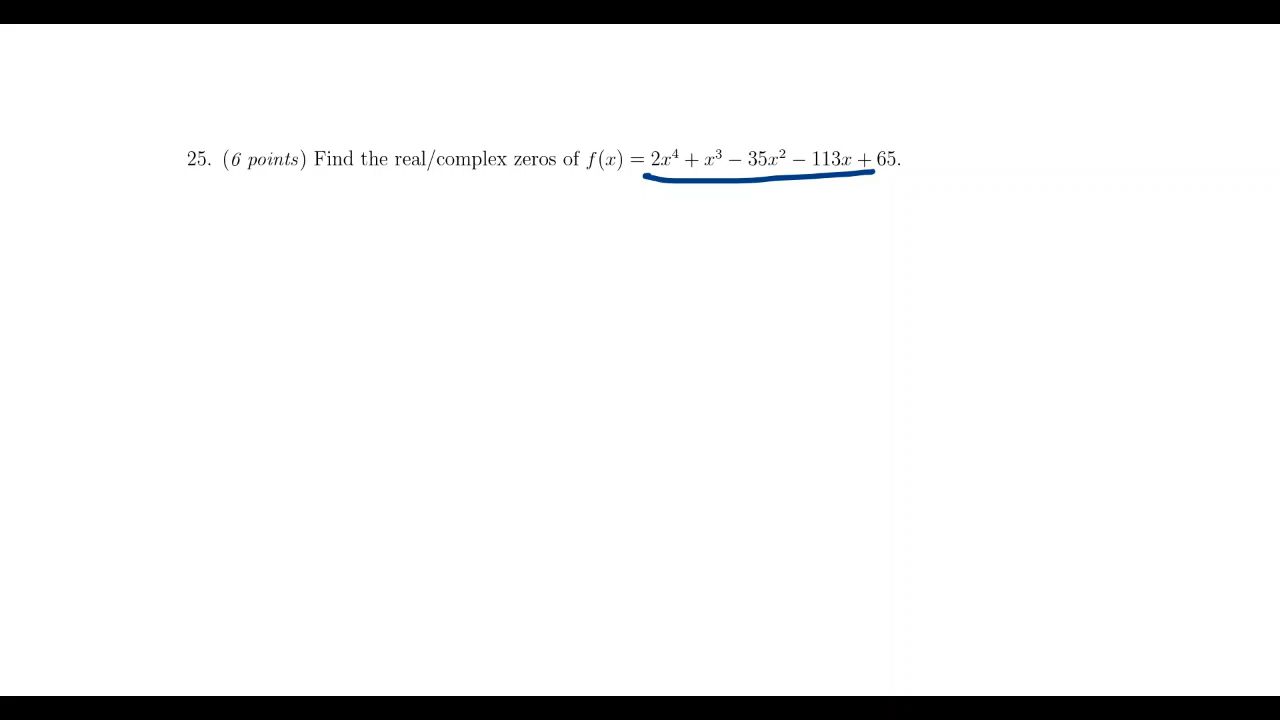 25. (6 points) Find the real/complex zeros of f(x) = 2x⁴ + x³ − 35x² − 113x + 65.